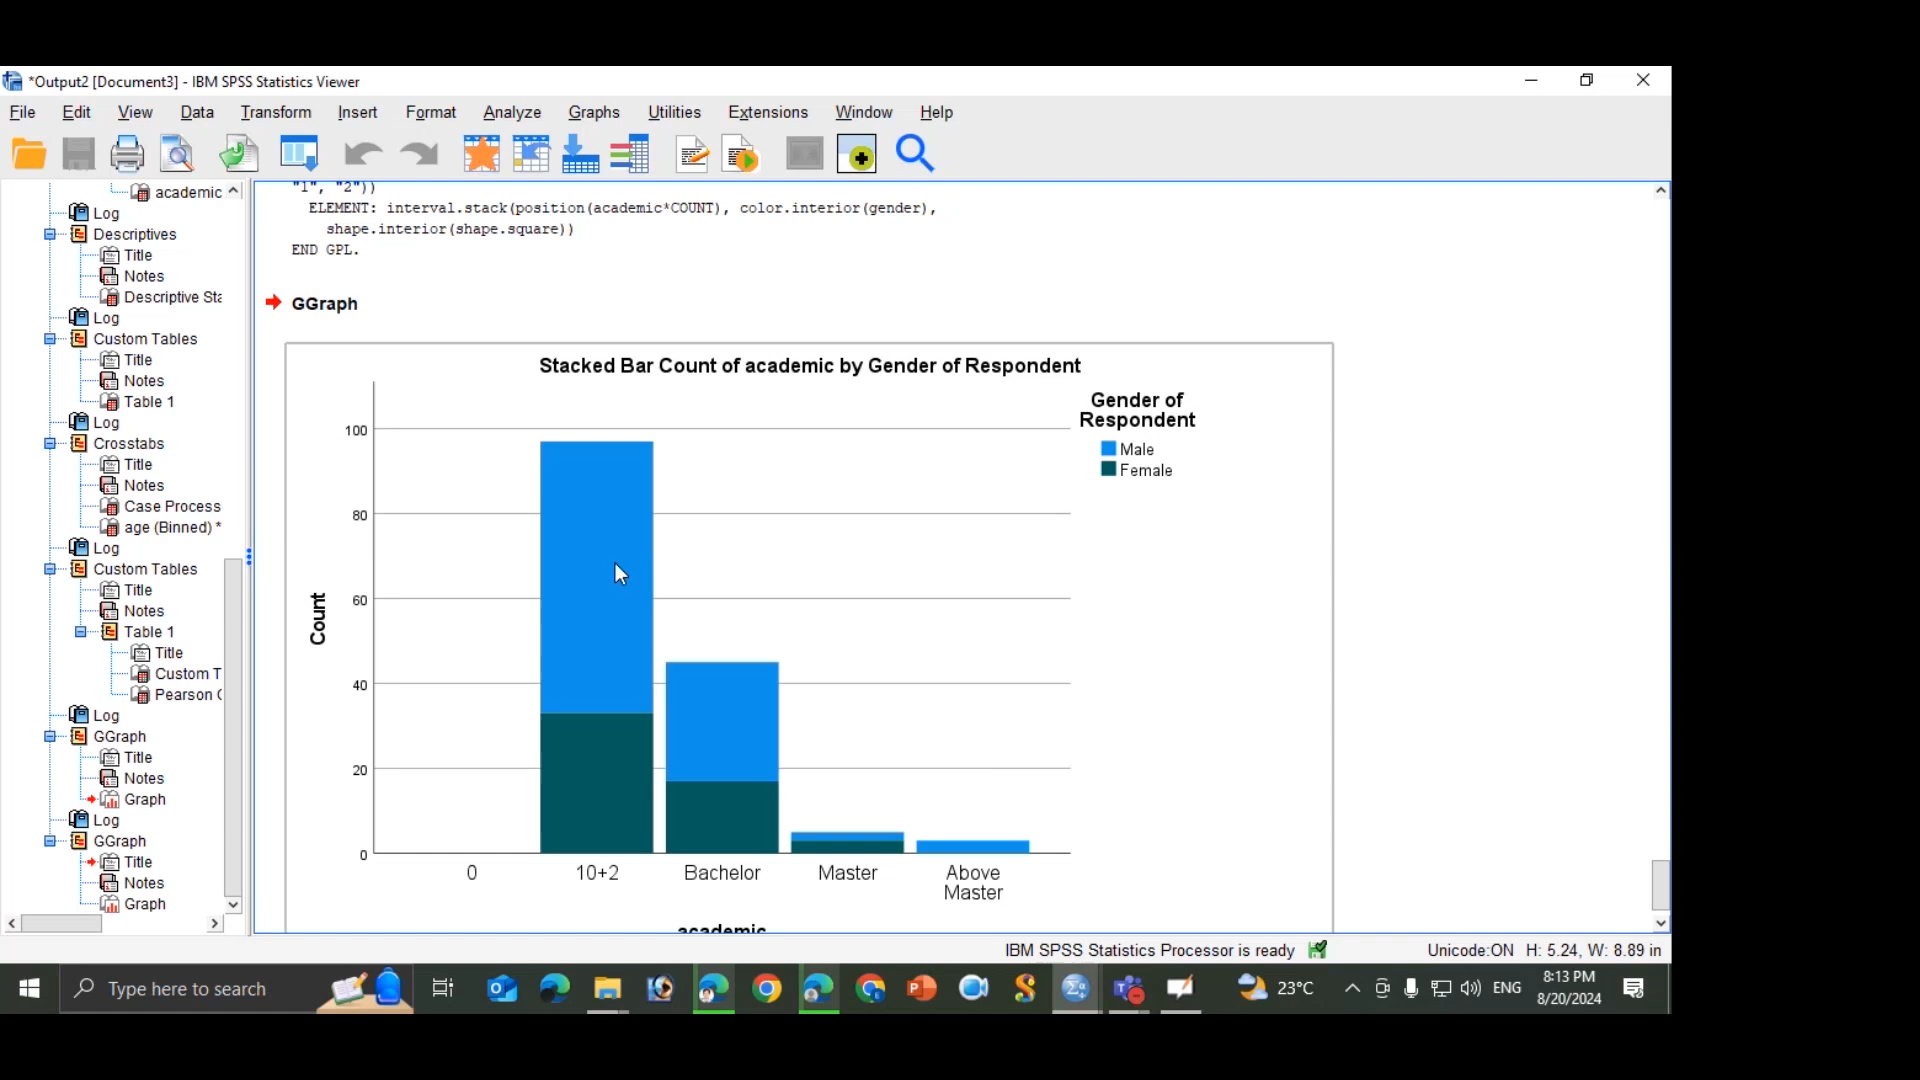 *Output2 [Document3] - IBM SPSS Statistics Viewer
File Edit View Data Transform Insert Format Analyze Graphs Utilities Extensions Window Help
academic
Log
Descriptives
Title
Notes
Descriptive Sta
Log
Custom Tables
Title
Notes
Table 1
Log
Crosstabs
Title
Notes
Case Process
age (Binned) *
Log
Custom Tables
Title
Notes
Table 1
Title
Custom T
Pearson C
Log
GGraph
Title
Notes
Graph
Log
GGraph
Title
Notes
Graph
"1", "2"))
ELEMENT: interval.stack(position(academic*COUNT), color.interior(gender),
shape.interior(shape.square))
END GPL.
GGraph
Stacked Bar Count of academic by Gender of Respondent
Gender of
Respondent
Male
Female
Count
100
80
60
40
20
0
0 10+2 Bachelor Master Above
Master
academic
IBM SPSS Statistics Processor is ready Unicode:ON H: 5.24, W: 8.89 in
Type here to search 23°C ENG 8:13 PM
8/20/2024